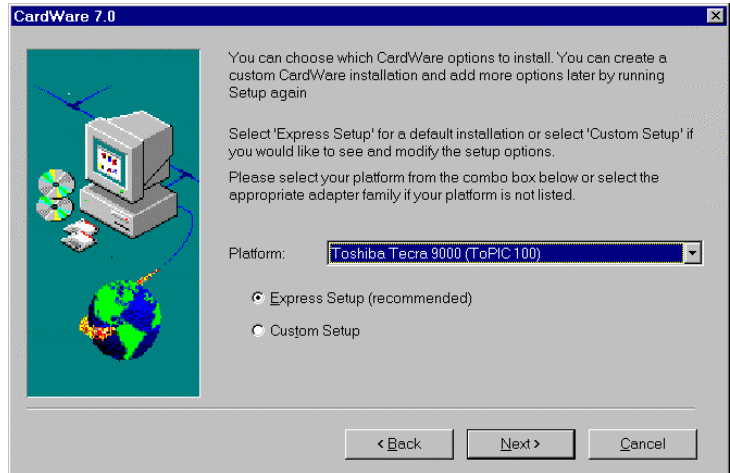 CardWare 7.0
You can choose which CardWare options to install. You can create a
custom CardWare installation and add more options later by running
Setup again
Select 'Express Setup' for a default installation or select 'Custom Setup' if
you would like to see and modify the setup options.
Please select your platform from the combo box below or select the
appropriate adapter family if your platform is not listed.
Platform: Toshiba Tecra 9000 (ToPIC100)
Express Setup (recommended)
Custom Setup
< Back Next > Cancel